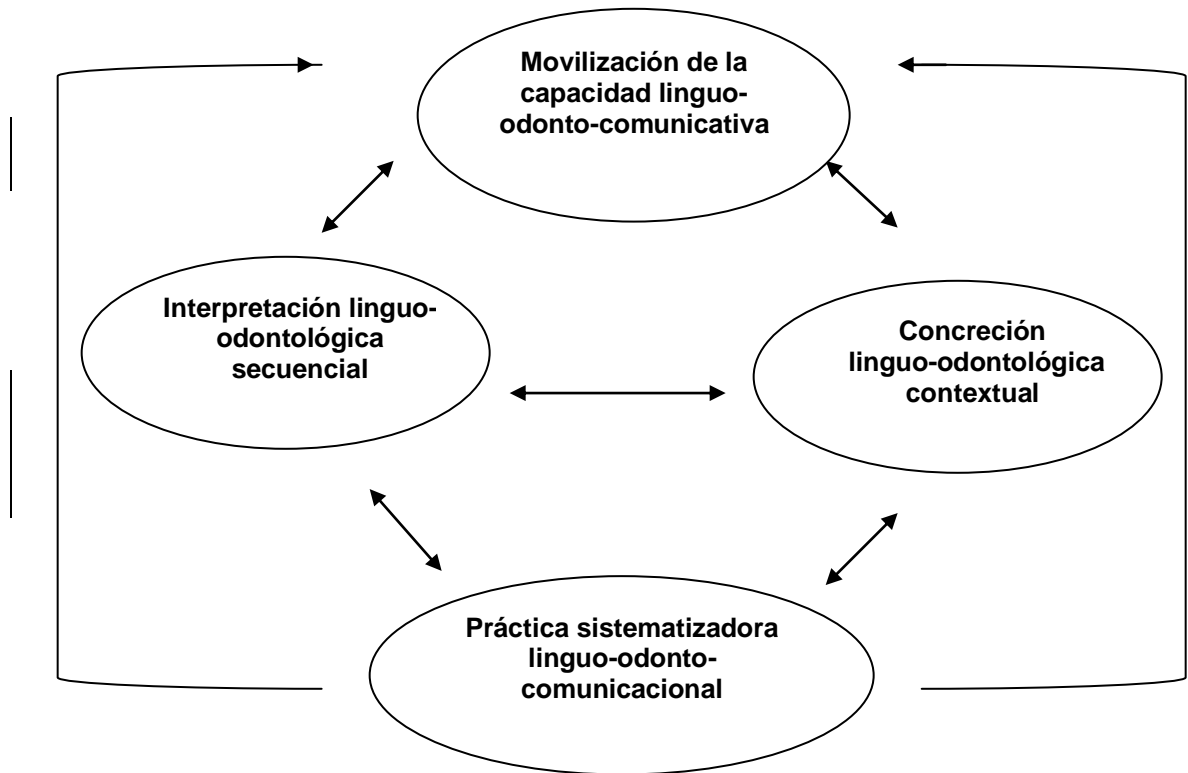 Movilización de la
capacidad linguo-
odonto-comunicativa
Interpretación linguo-
odontológica
secuencial
Concreción
linguo-odontológica
contextual
Práctica sistematizadora
linguo-odonto-
comunicacional